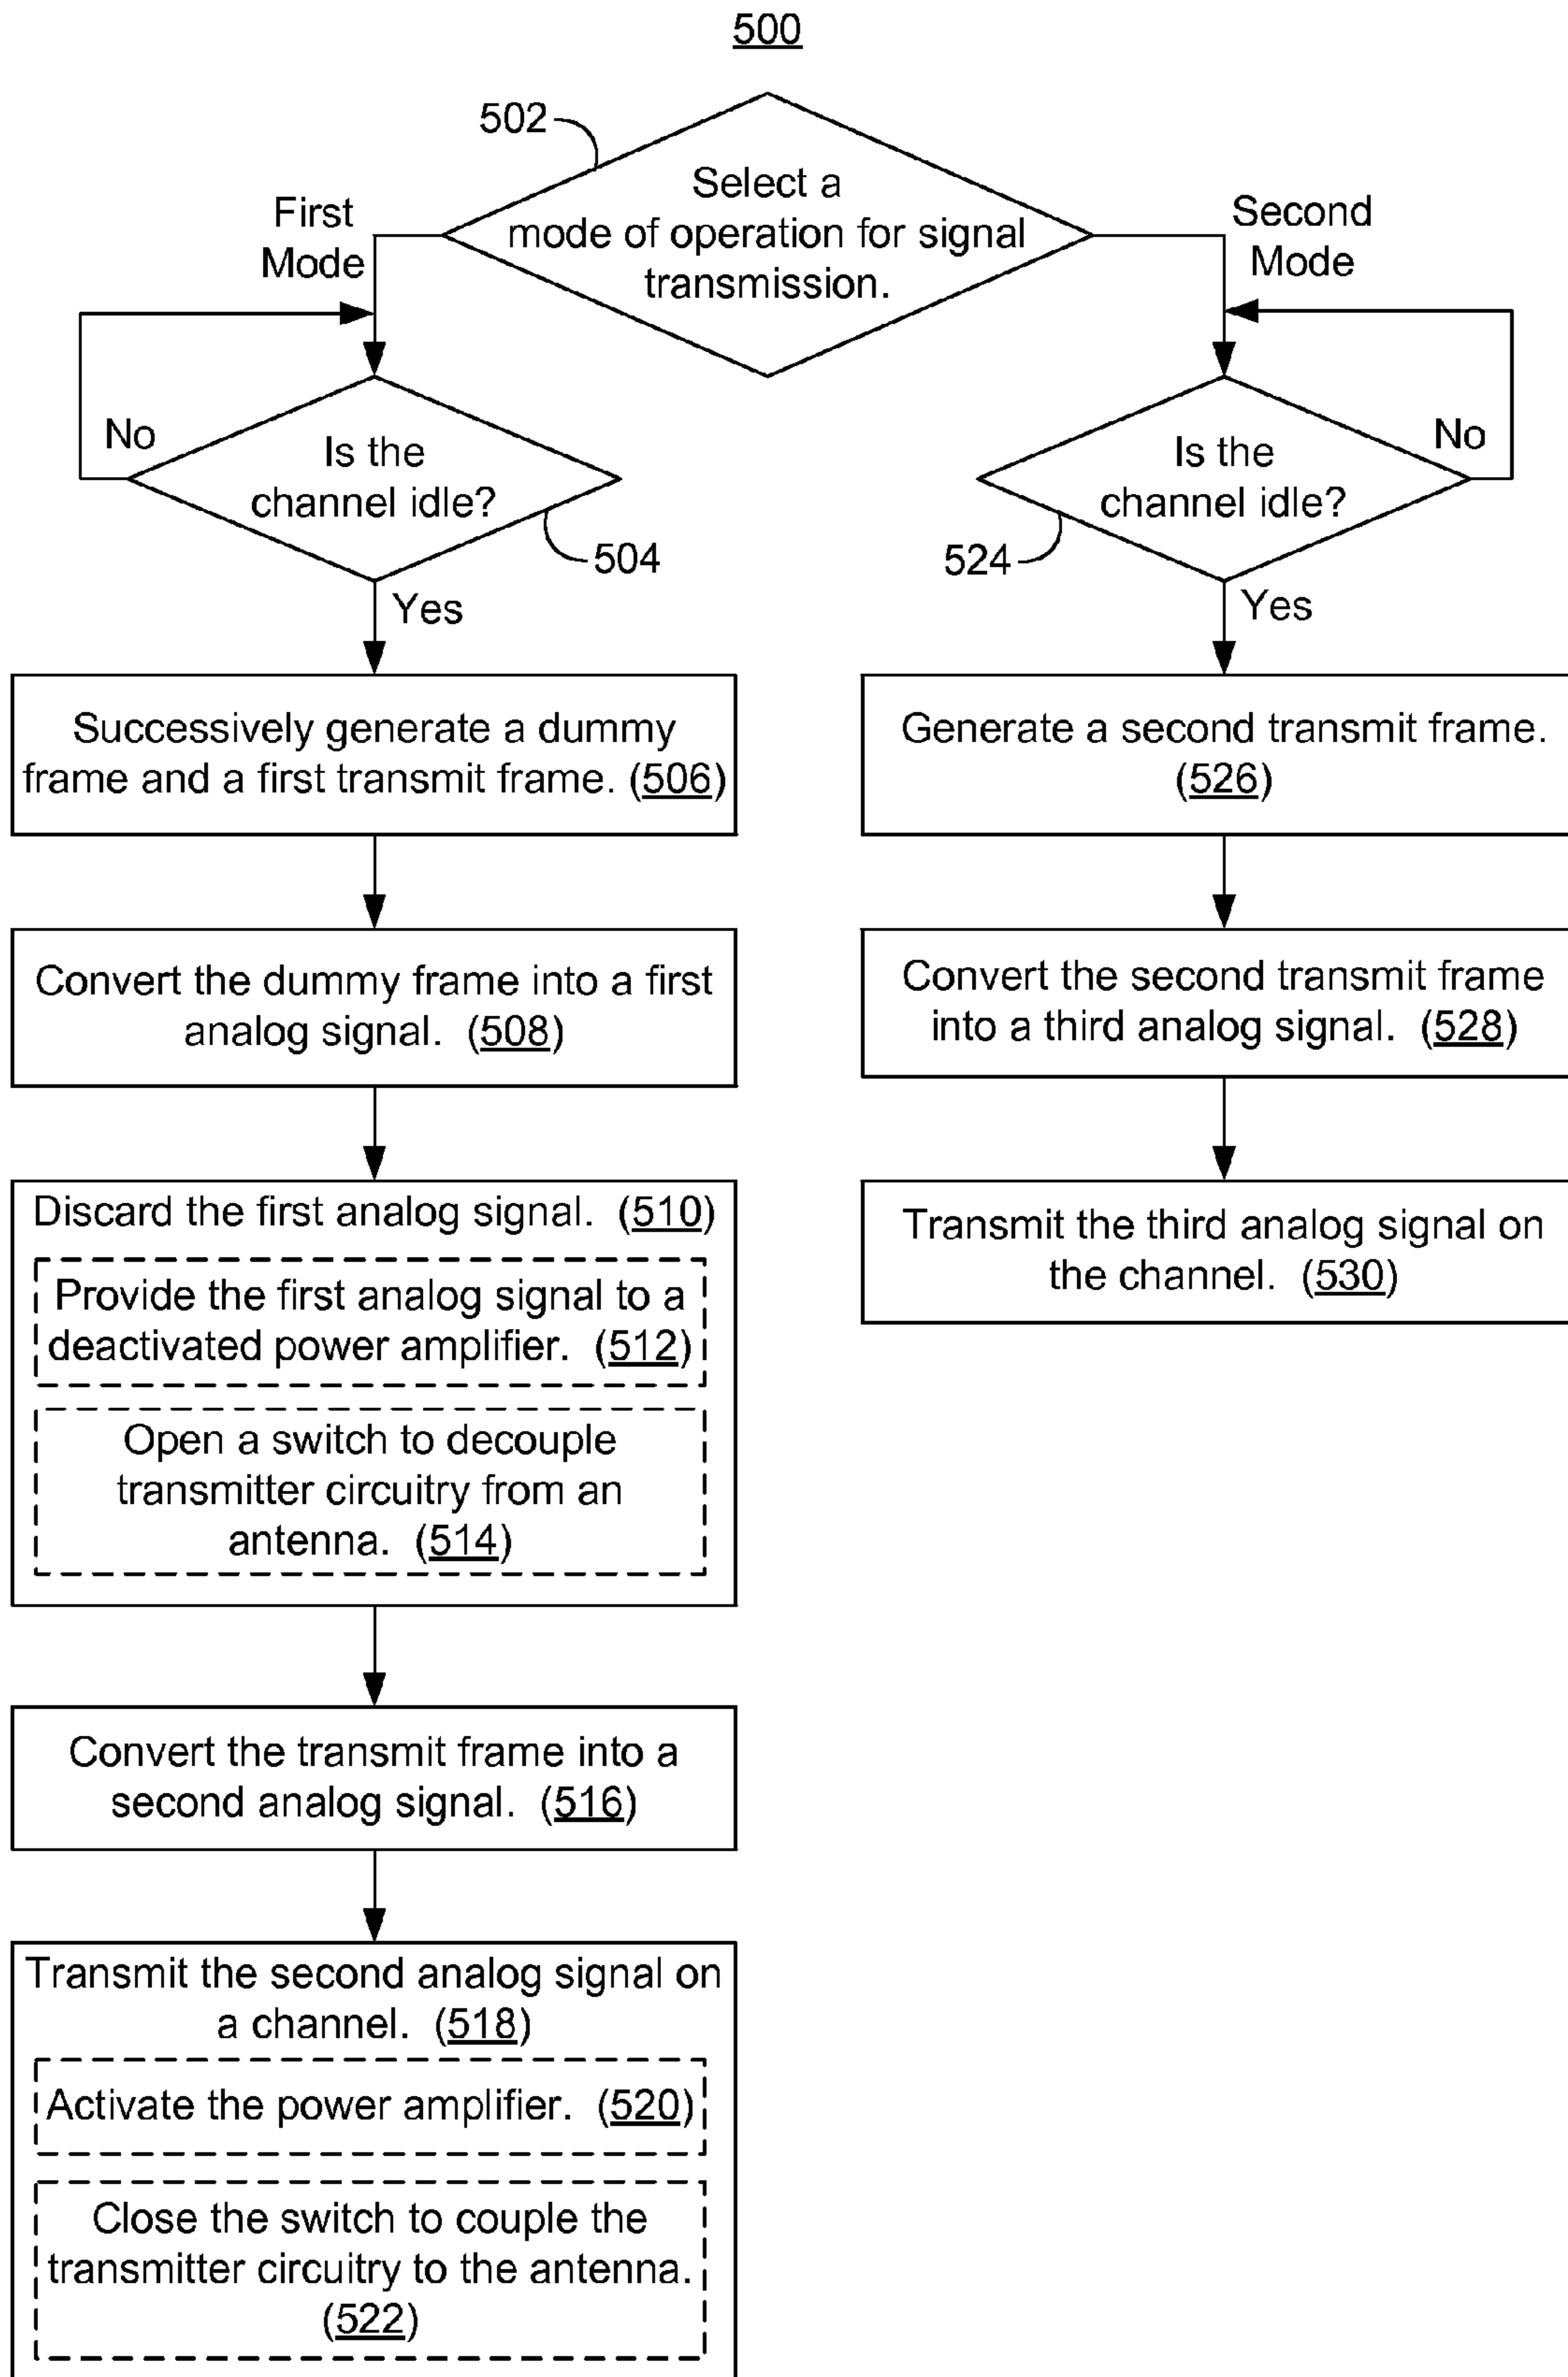 500
502
Select a
mode of operation for signal
transmission.
First
Mode
Second
Mode
No
Is the
channel idle?
504
Yes
Successively generate a dummy
frame and a first transmit frame. (506)
Convert the dummy frame into a first
analog signal. (508)
Discard the first analog signal. (510)
Provide the first analog signal to a
deactivated power amplifier. (512)
Open a switch to decouple
transmitter circuitry from an
antenna. (514)
Convert the transmit frame into a
second analog signal. (516)
Transmit the second analog signal on
a channel. (518)
Activate the power amplifier. (520)
Close the switch to couple the
transmitter circuitry to the antenna.
(522)
Is the
channel idle?
No
524
Yes
Generate a second transmit frame.
(526)
Convert the second transmit frame
into a third analog signal. (528)
Transmit the third analog signal on
the channel. (530)